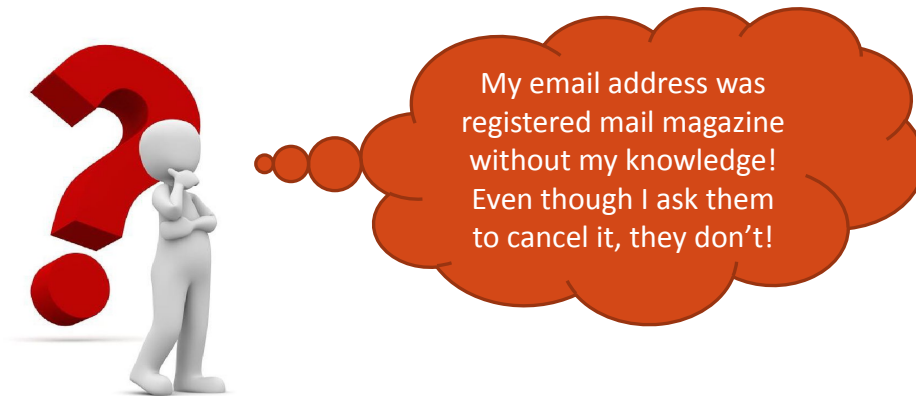 My email address was
registered mail magazine
without my knowledge!
Even though I ask them
to cancel it, they don’t!